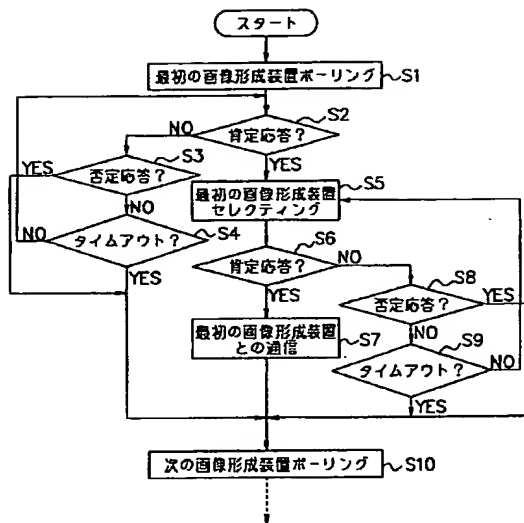 スタート
最初の画像形成装置ポーリング
S1
肯定応答?
S2
NO
YES
否定応答?
S3
YES
NO
タイムアウト?
S4
NO
YES
最初の画像形成装置
セレクティング
S5
肯定応答?
S6
NO
YES
最初の画像形成装置
との通信
S7
否定応答?
S8
YES
NO
タイムアウト?
S9
NO
YES
次の画像形成装置ポーリング
S10